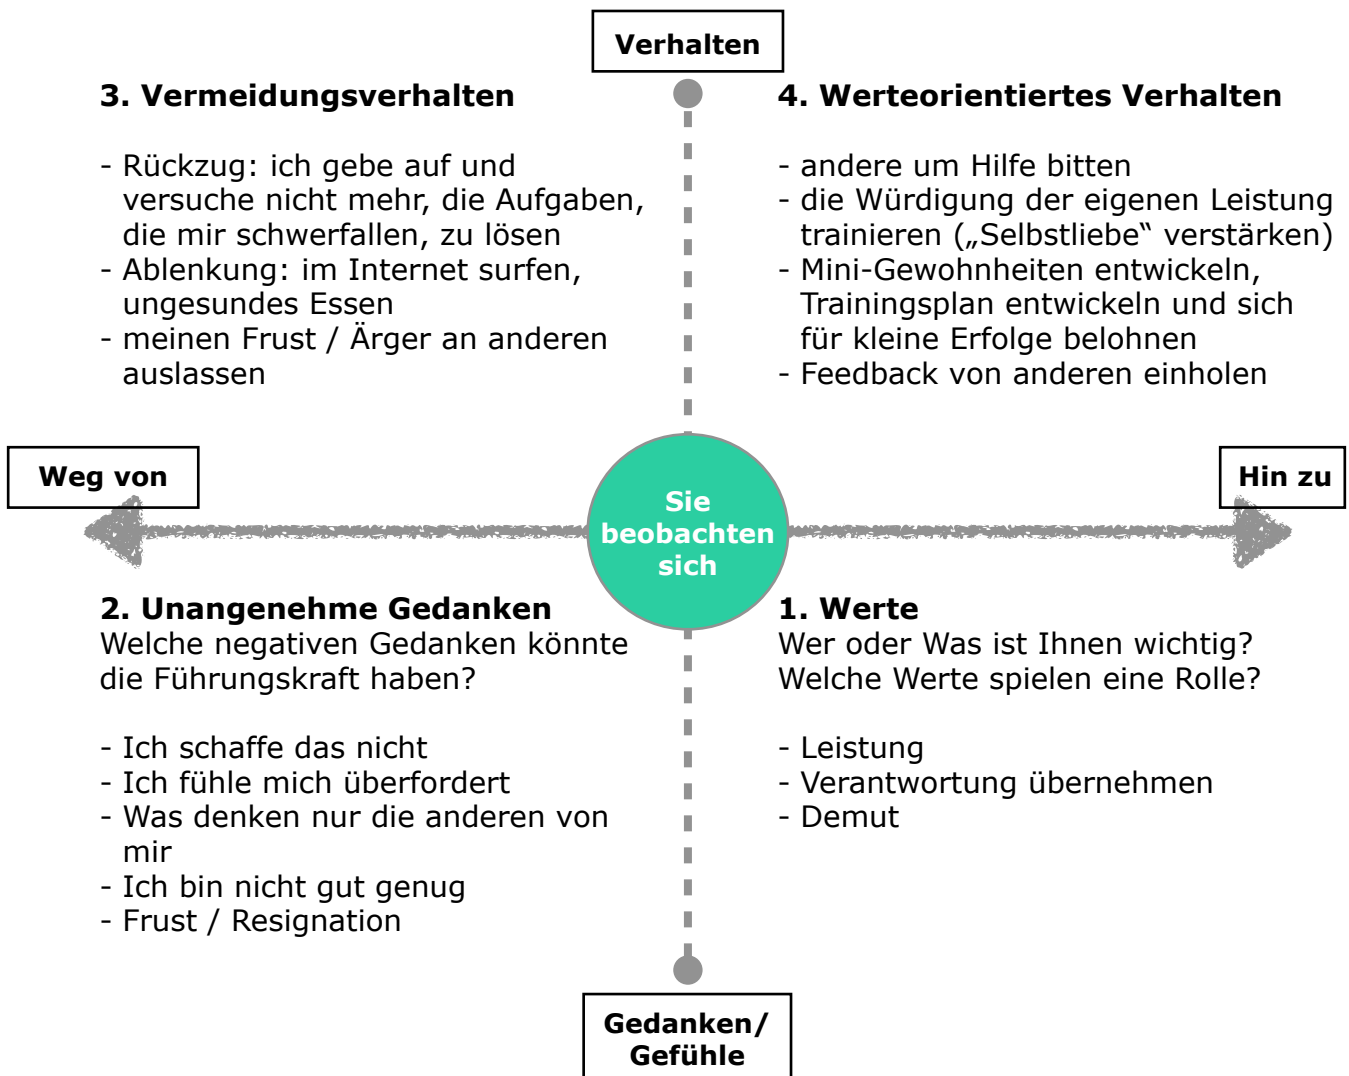 Verhalten
3. Vermeidungsverhalten
- Rückzug: ich gebe auf und
versuche nicht mehr, die Aufgaben,
die mir schwerfallen, zu lösen
- Ablenkung: im Internet surfen,
ungesundes Essen
- meinen Frust / Ärger an anderen
auslassen
4. Werteorientiertes Verhalten
- andere um Hilfe bitten
- die Würdigung der eigenen Leistung
trainieren („Selbstliebe“ verstärken)
- Mini-Gewohnheiten entwickeln,
Trainingsplan entwickeln und sich
für kleine Erfolge belohnen
- Feedback von anderen einholen
Weg von
Sie
beobachten
sich
Hin zu
2. Unangenehme Gedanken
Welche negativen Gedanken könnte
die Führungskraft haben?
- Ich schaffe das nicht
- Ich fühle mich überfordert
- Was denken nur die anderen von
mir
- Ich bin nicht gut genug
- Frust / Resignation
1. Werte
Wer oder Was ist Ihnen wichtig?
Welche Werte spielen eine Rolle?
- Leistung
- Verantwortung übernehmen
- Demut
Gedanken/
Gefühle